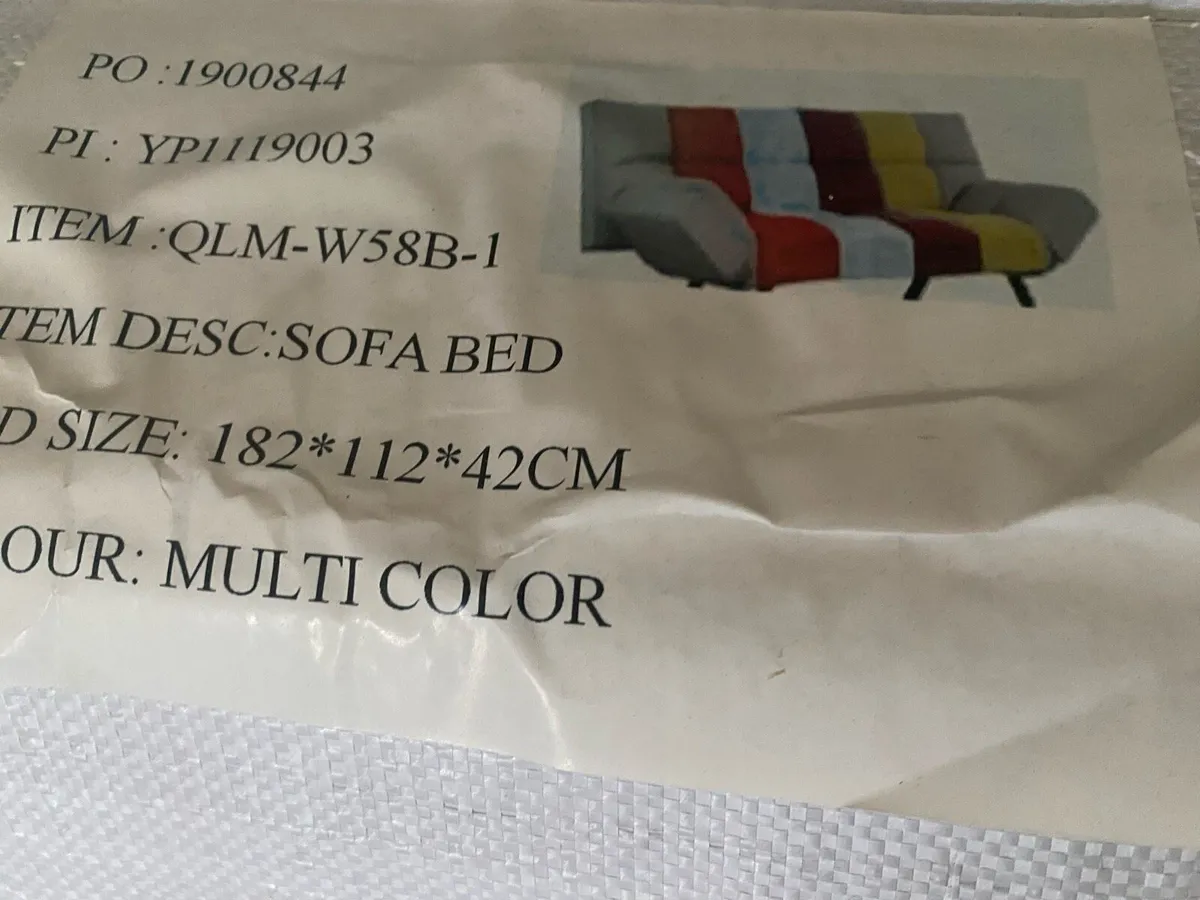 PO :1900844
PI : YP1119003
ITEM :QLM-W58B-1
TEM DESC:SOFA BED
D SIZE: 182*112*42CM
OUR: MULTI COLOR